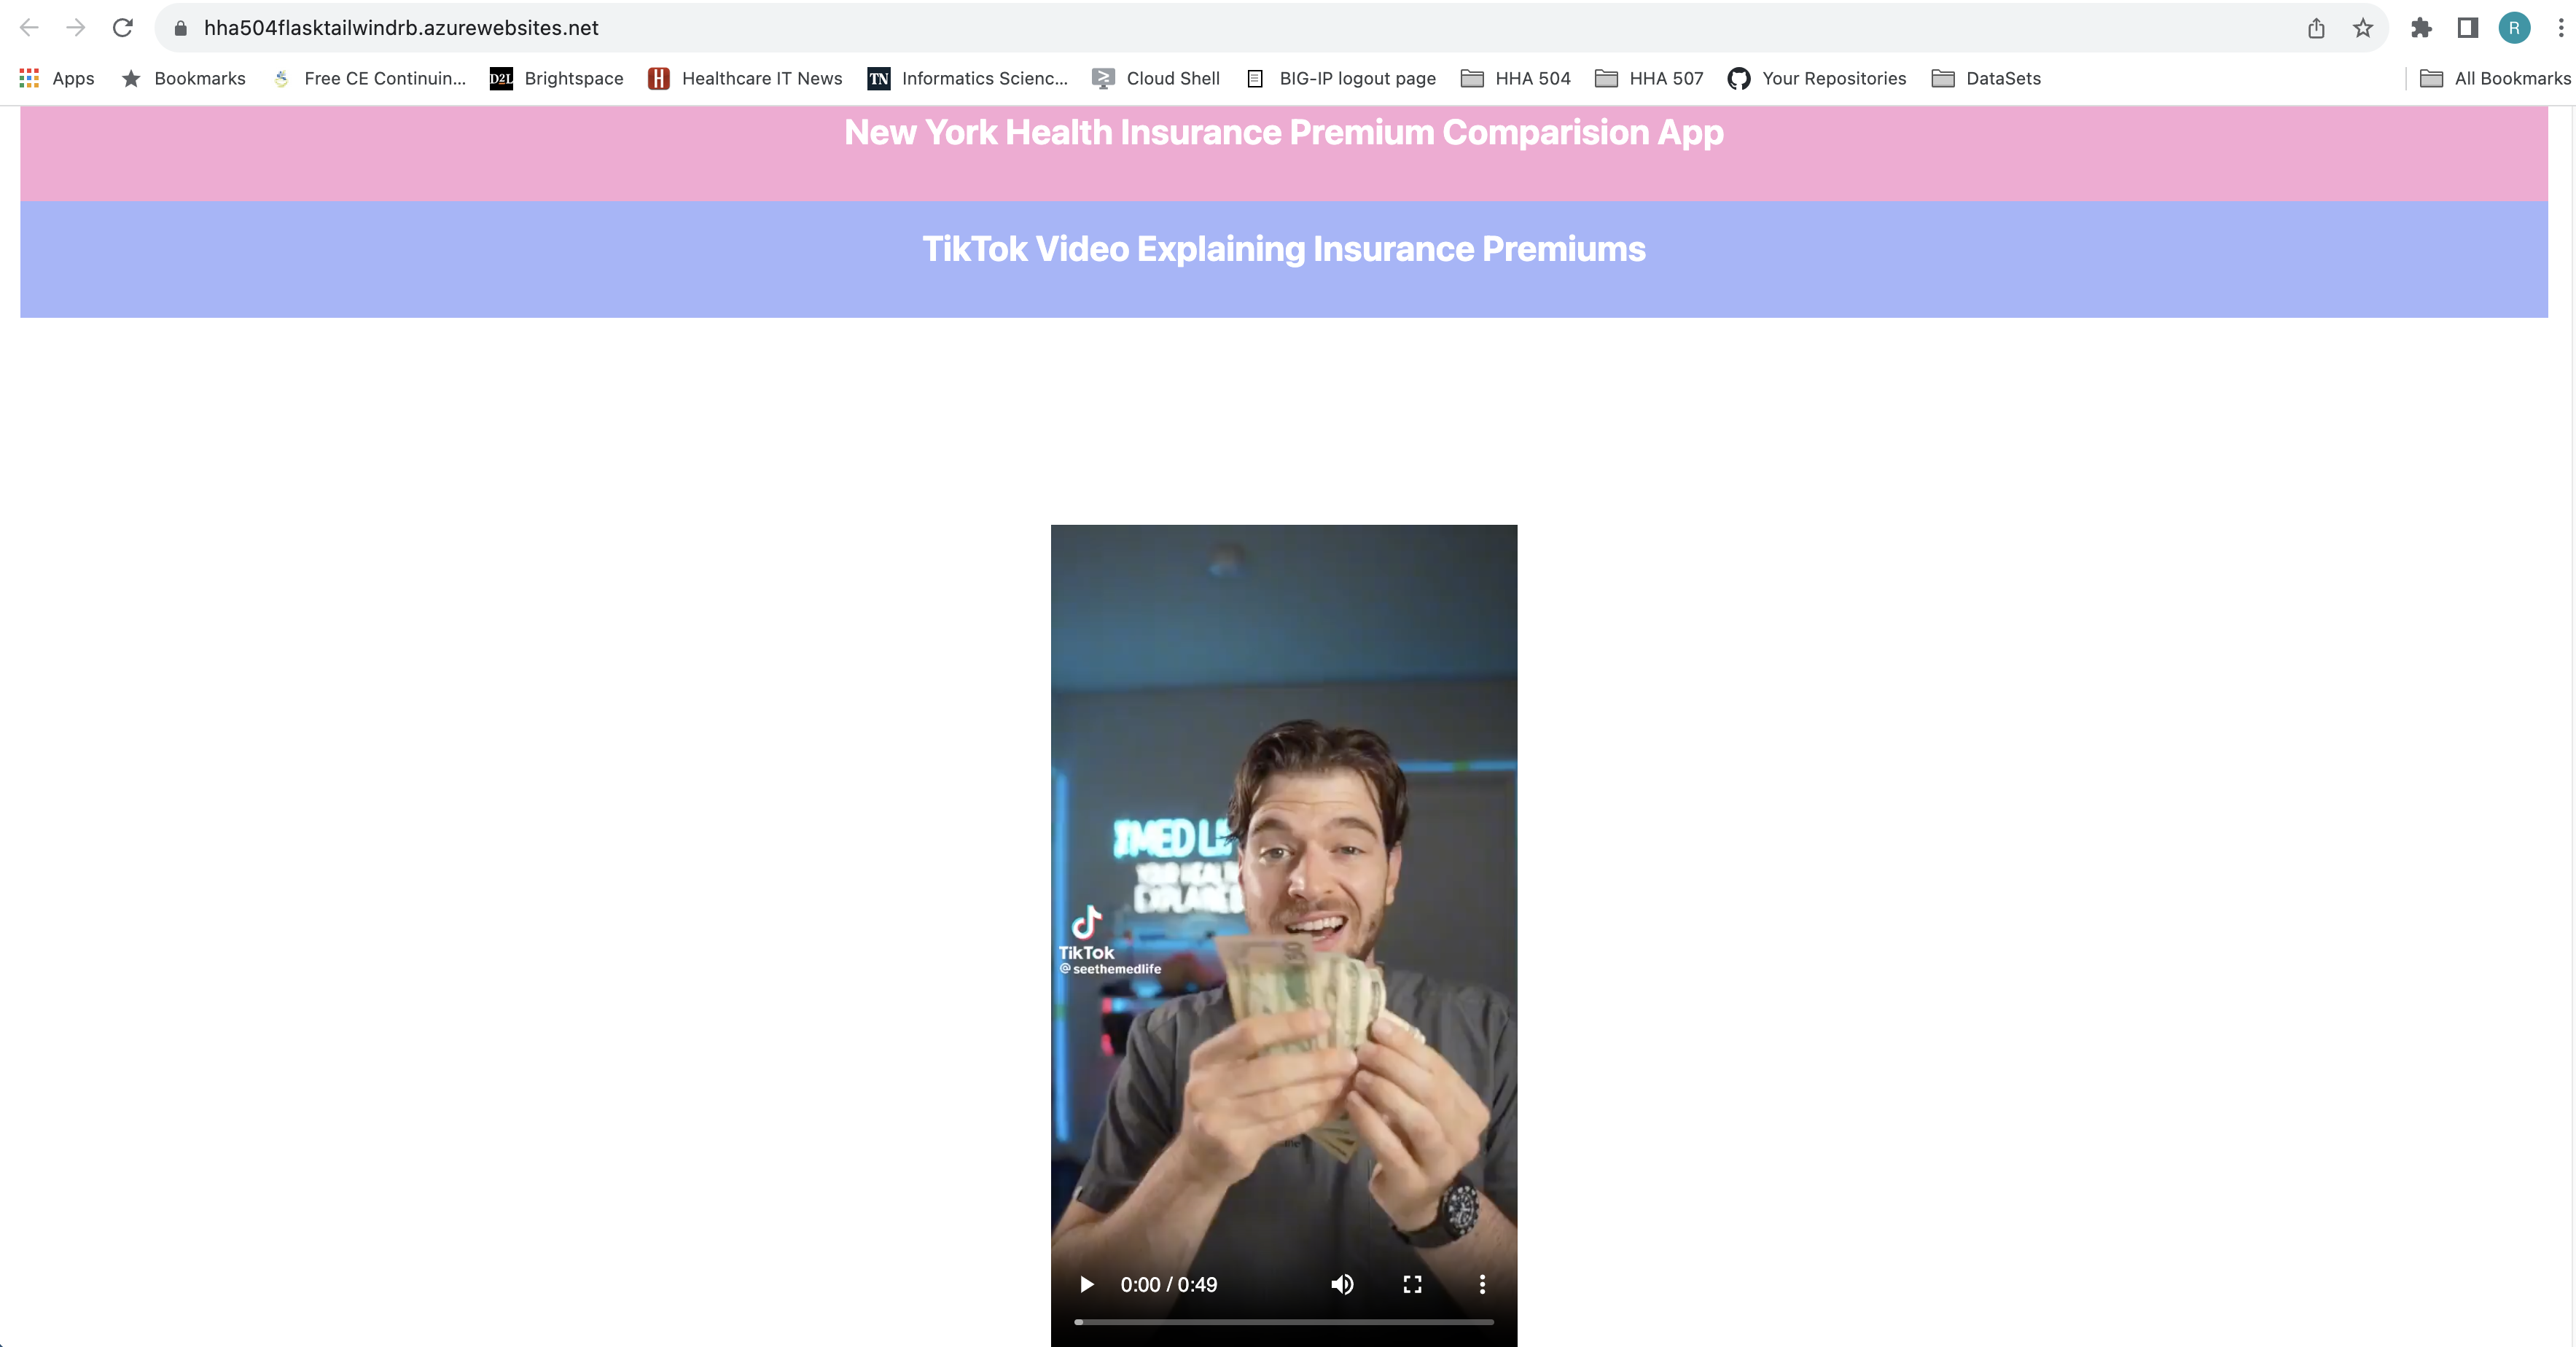 hha504flasktailwindrb.azurewebsites.net
R
Apps Bookmarks Free CE Continuin... D2L Brightspace H Healthcare IT News TN Informatics Scienc... Cloud Shell BIG-IP logout page HHA 504 HHA 507 Your Repositories DataSets All Bookmarks
New York Health Insurance Premium Comparision App
TikTok Video Explaining Insurance Premiums
MED
TikTok
@seethemedlife
0:00 / 0:49